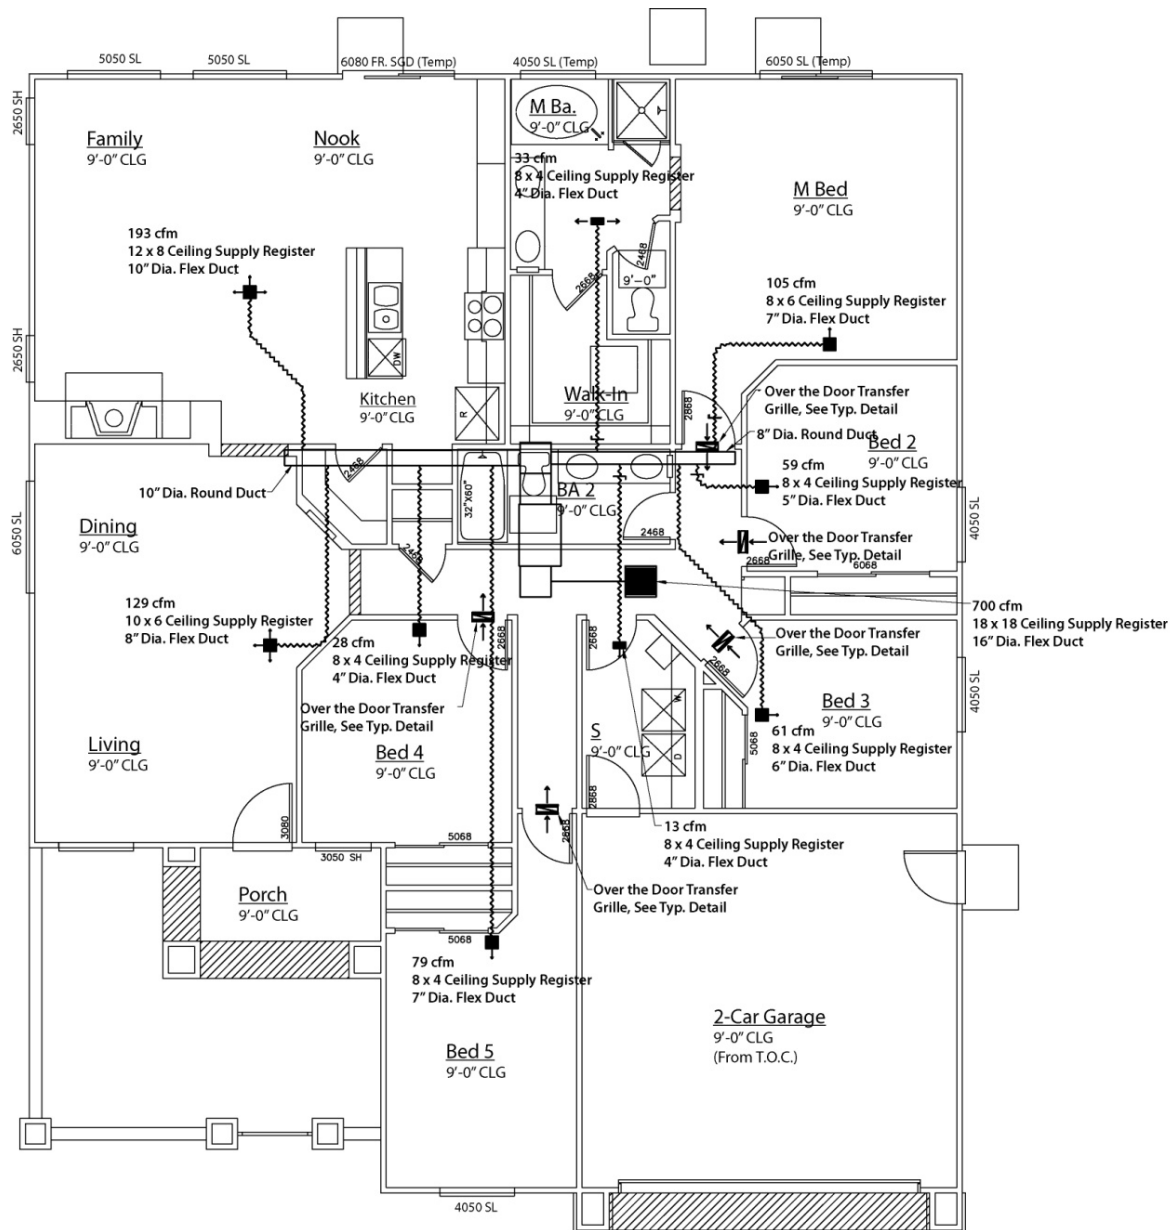 5050 SL
5050 SL
6080 FR. SGD (Temp)
4050 SL (Temp)
6050 SL (Temp)
2650 SH
Family
9'-0" CLG
Nook
9'-0" CLG
M Ba.
9'-0" CLG
33 cfm
8 x 4 Ceiling Supply Register
4" Dia. Flex Duct
M Bed
9'-0" CLG
193 cfm
12 x 8 Ceiling Supply Register
10" Dia. Flex Duct
2468
2668
9'-0"
105 cfm
8 x 6 Ceiling Supply Register
7" Dia. Flex Duct
2650 SH
DW
Kitchen
9'-0" CLG
R
Walk-In
9'-0" CLG
2868
Over the Door Transfer
Grille, See Typ. Detail
8" Dia. Round Duct
Bed 2
9'-0" CLG
2468
10" Dia. Round Duct
32"X60"
BA 2
9'-0" CLG
59 cfm
8 x 4 Ceiling Supply Register
5" Dia. Flex Duct
6050 SL
Dining
9'-0" CLG
2468
2468
Over the Door Transfer
Grille, See Typ. Detail
2668
6068
4050 SL
129 cfm
10 x 6 Ceiling Supply Register
8" Dia. Flex Duct
28 cfm
8 x 4 Ceiling Supply Register
4" Dia. Flex Duct
2668
2668
700 cfm
18 x 18 Ceiling Supply Register
16" Dia. Flex Duct
Over the Door Transfer
Grille, See Typ. Detail
2668
Over the Door Transfer
Grille, See Typ. Detail
Living
9'-0" CLG
Bed 4
9'-0" CLG
S
9'-0" CLG
W
D
Bed 3
9'-0" CLG
4050 SL
5068
61 cfm
8 x 4 Ceiling Supply Register
6" Dia. Flex Duct
3080
2668
2868
13 cfm
8 x 4 Ceiling Supply Register
4" Dia. Flex Duct
5068
3050 SH
Over the Door Transfer
Grille, See Typ. Detail
Porch
9'-0" CLG
5068
79 cfm
8 x 4 Ceiling Supply Register
7" Dia. Flex Duct
2-Car Garage
9'-0" CLG
(From T.O.C.)
Bed 5
9'-0" CLG
4050 SL